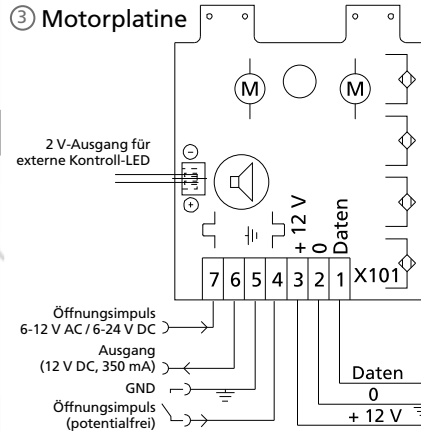 ③ Motorplatine
M
M
2 V-Ausgang für
externe Kontroll-LED
−
+
+ 12 V
0
Daten
7 6 5 4 3 2 1 X101
Öffnungsimpuls
6-12 V AC / 6-24 V DC
Ausgang
(12 V DC, 350 mA)
GND
Öffnungsimpuls
(potentialfrei)
Daten
0
+ 12 V